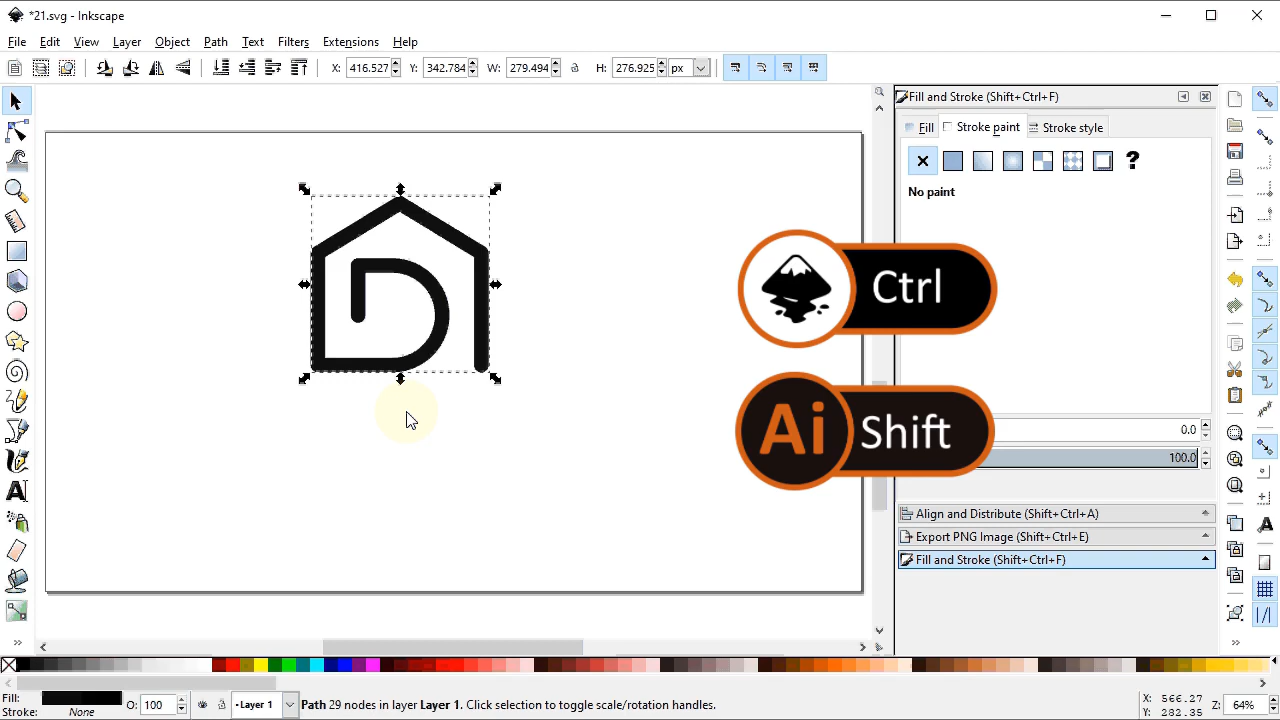 *21.svg - Inkscape
File Edit View Layer Object Path Text Filters Extensions Help
X: 416.527 Y: 342.784 W: 279.494 H: 276.925 px
Fill and Stroke (Shift+Ctrl+F)
Fill Stroke paint Stroke style
?
No paint
Ctrl
Ai Shift
0.0
100.0
Align and Distribute (Shift+Ctrl+A)
Export PNG Image (Shift+Ctrl+E)
Fill and Stroke (Shift+Ctrl+F)
Fill:
Stroke: None
O: 100
Layer 1
Path 29 nodes in layer Layer 1. Click selection to toggle scale/rotation handles.
X: 566.27
Y: 282.35
Z: 64%